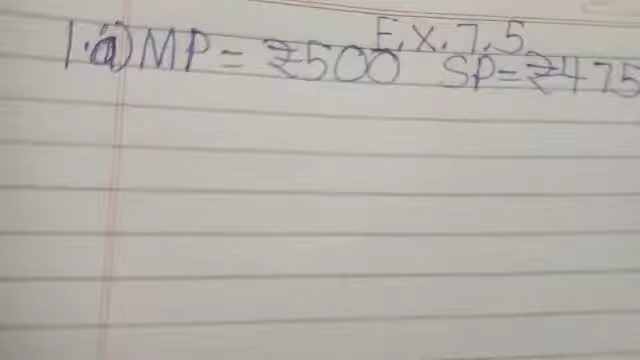 Ex. 7.5
1.a) MP = ₹500 SP = ₹475